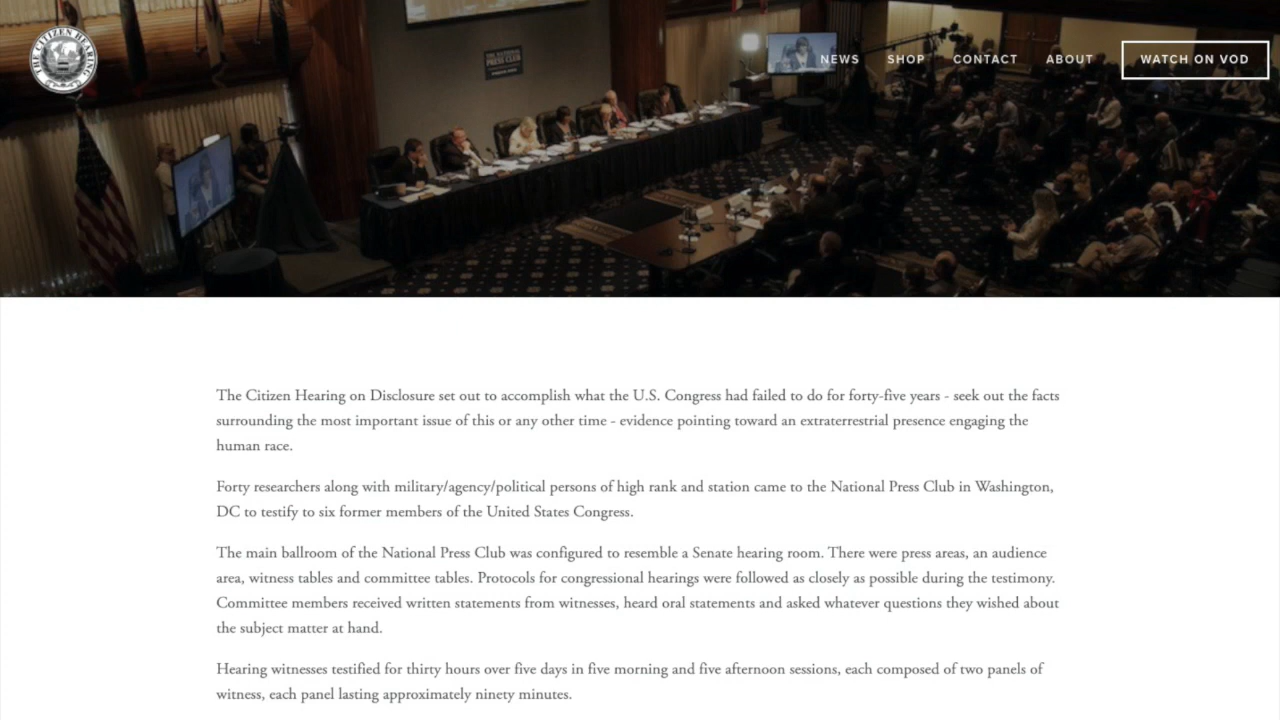 THE CITIZEN HEARING
PRESS CLUB
NEWS SHOP CONTACT ABOUT WATCH ON VOD
The Citizen Hearing on Disclosure set out to accomplish what the U.S. Congress had failed to do for forty-five years - seek out the facts
surrounding the most important issue of this or any other time - evidence pointing toward an extraterrestrial presence engaging the
human race.
Forty researchers along with military/agency/political persons of high rank and station came to the National Press Club in Washington,
DC to testify to six former members of the United States Congress.
The main ballroom of the National Press Club was configured to resemble a Senate hearing room. There were press areas, an audience
area, witness tables and committee tables. Protocols for congressional hearings were followed as closely as possible during the testimony.
Committee members received written statements from witnesses, heard oral statements and asked whatever questions they wished about
the subject matter at hand.
Hearing witnesses testified for thirty hours over five days in five morning and five afternoon sessions, each composed of two panels of
witness, each panel lasting approximately ninety minutes.